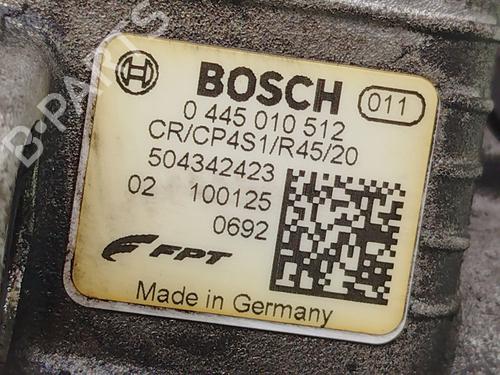 BOSCH
011
0 445 010 512
CR/CP4S1/R45/20
504342423
02 100125
0692
FPT
Made in Germany
B-PARTS